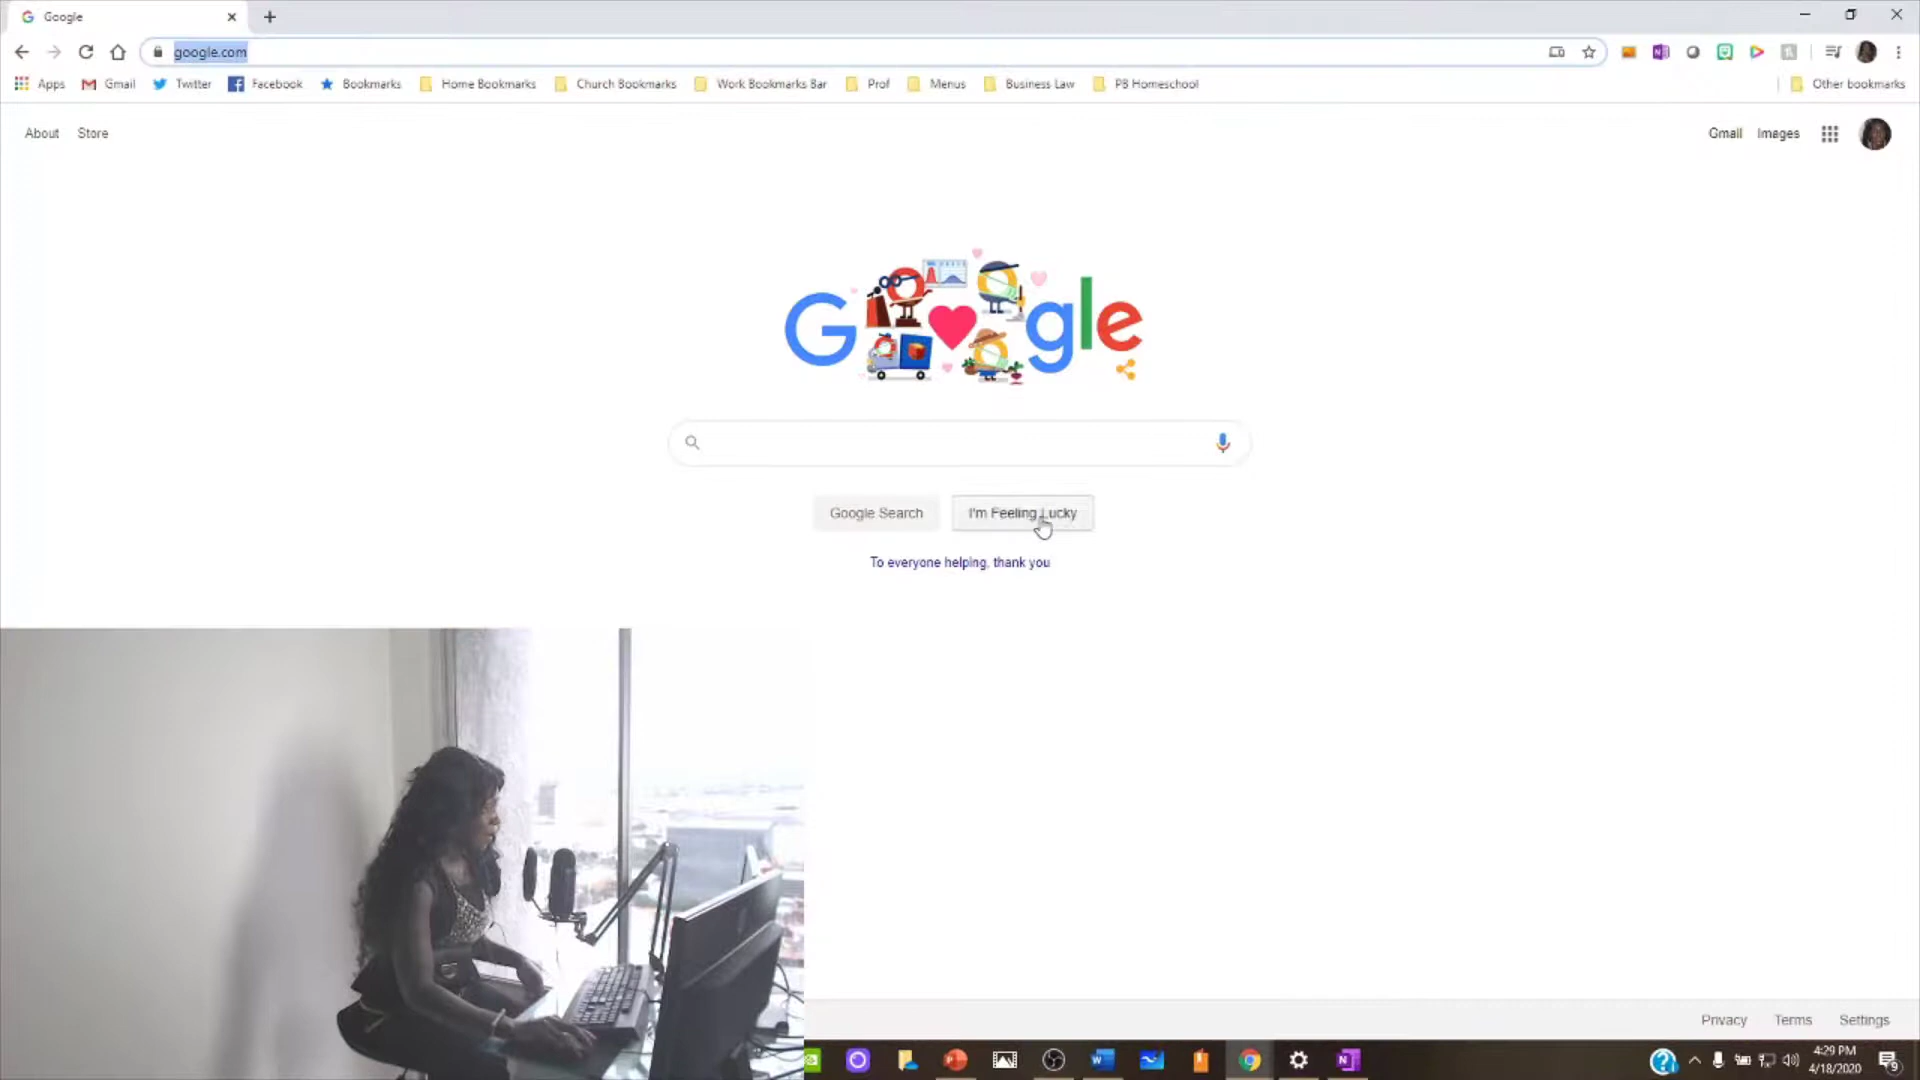 Google
google.com
Apps Gmail Twitter Facebook Bookmarks Home Bookmarks Church Bookmarks Work Bookmarks Bar Prof Menus Business Law PB Homeschool Other bookmarks
About Store Gmail Images
Google
Google Search I'm Feeling Lucky
To everyone helping, thank you
Privacy Terms Settings
4:29 PM
4/18/2020
9